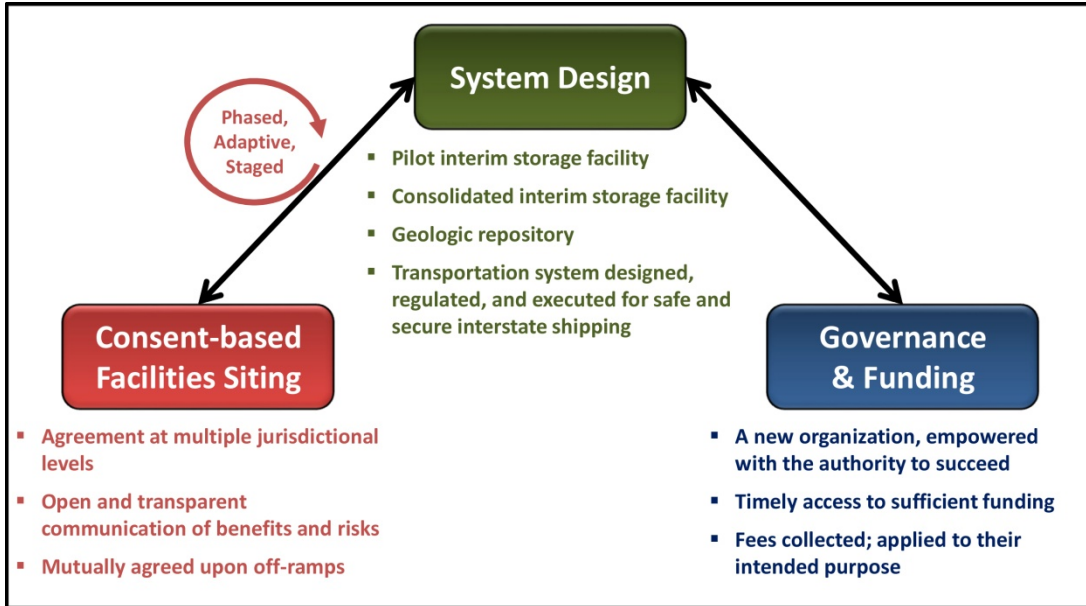 System Design
Phased,
Adaptive,
Staged
▪ Pilot interim storage facility
▪ Consolidated interim storage facility
▪ Geologic repository
▪ Transportation system designed,
regulated, and executed for safe and
secure interstate shipping
Consent-based
Facilities Siting
▪ Agreement at multiple jurisdictional
levels
▪ Open and transparent
communication of benefits and risks
▪ Mutually agreed upon off-ramps
Governance
& Funding
▪ A new organization, empowered
with the authority to succeed
▪ Timely access to sufficient funding
▪ Fees collected; applied to their
intended purpose